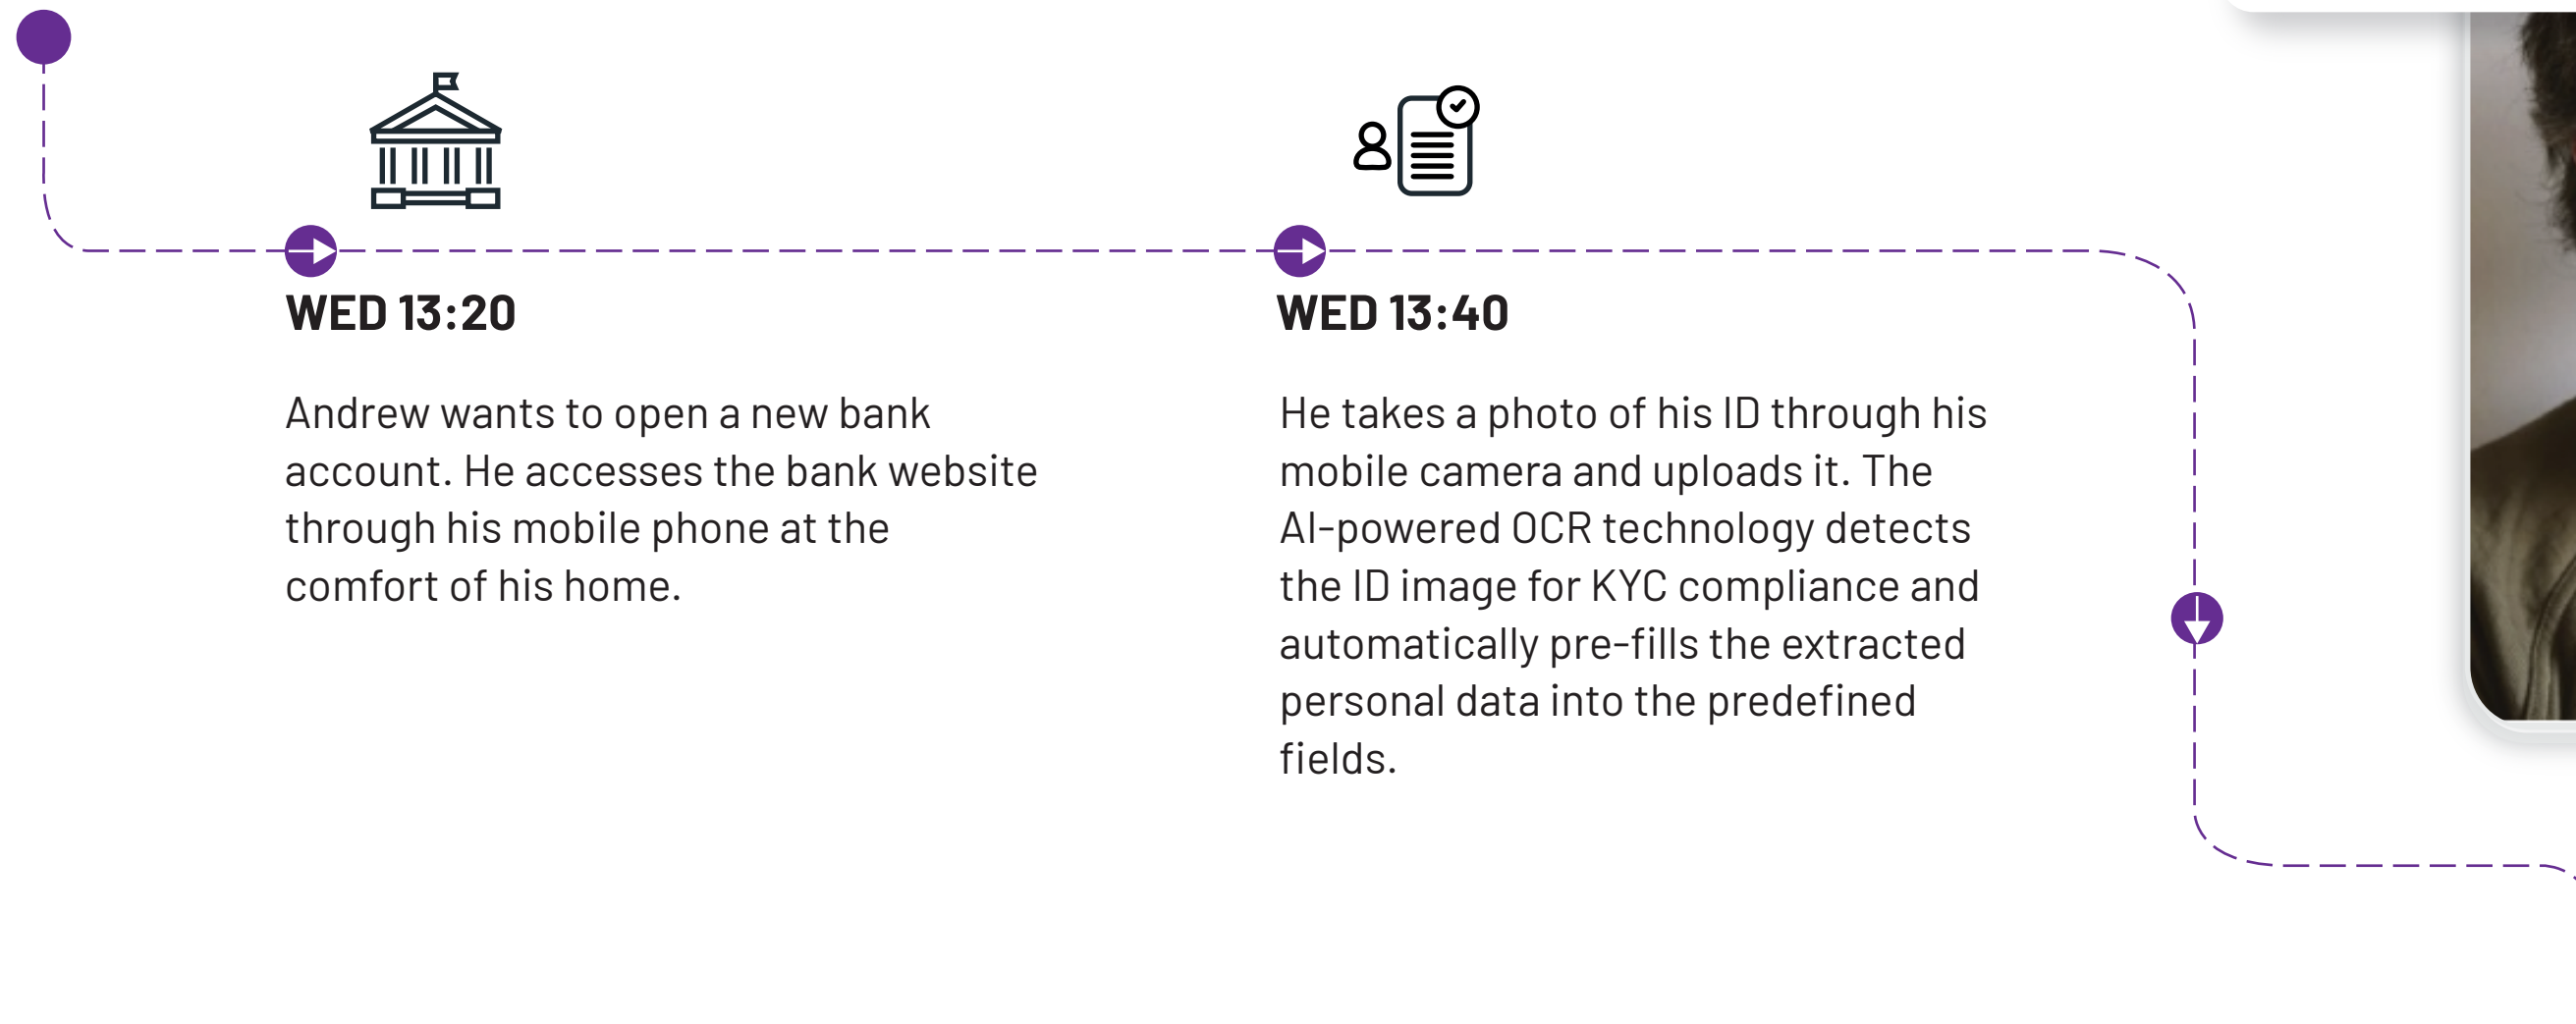 WED 13:20
Andrew wants to open a new bank
account. He accesses the bank website
through his mobile phone at the
comfort of his home.
WED 13:40
He takes a photo of his ID through his
mobile camera and uploads it. The
AI-powered OCR technology detects
the ID image for KYC compliance and
automatically pre-fills the extracted
personal data into the predefined
fields.